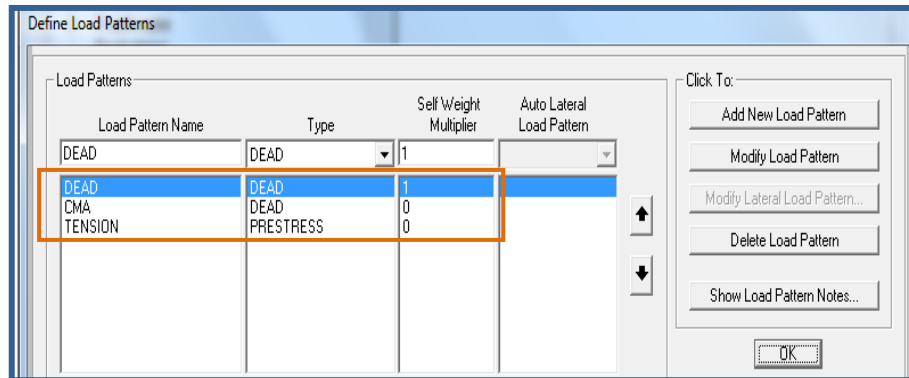 Define Load Patterns
Load Patterns
Load Pattern Name
Type
Self Weight
Multiplier
Auto Lateral
Load Pattern
DEAD DEAD 1
DEAD DEAD 1
CMA DEAD 0
TENSION PRESTRESS 0
Click To:
Add New Load Pattern
Modify Load Pattern
Modify Lateral Load Pattern...
Delete Load Pattern
Show Load Pattern Notes...
OK